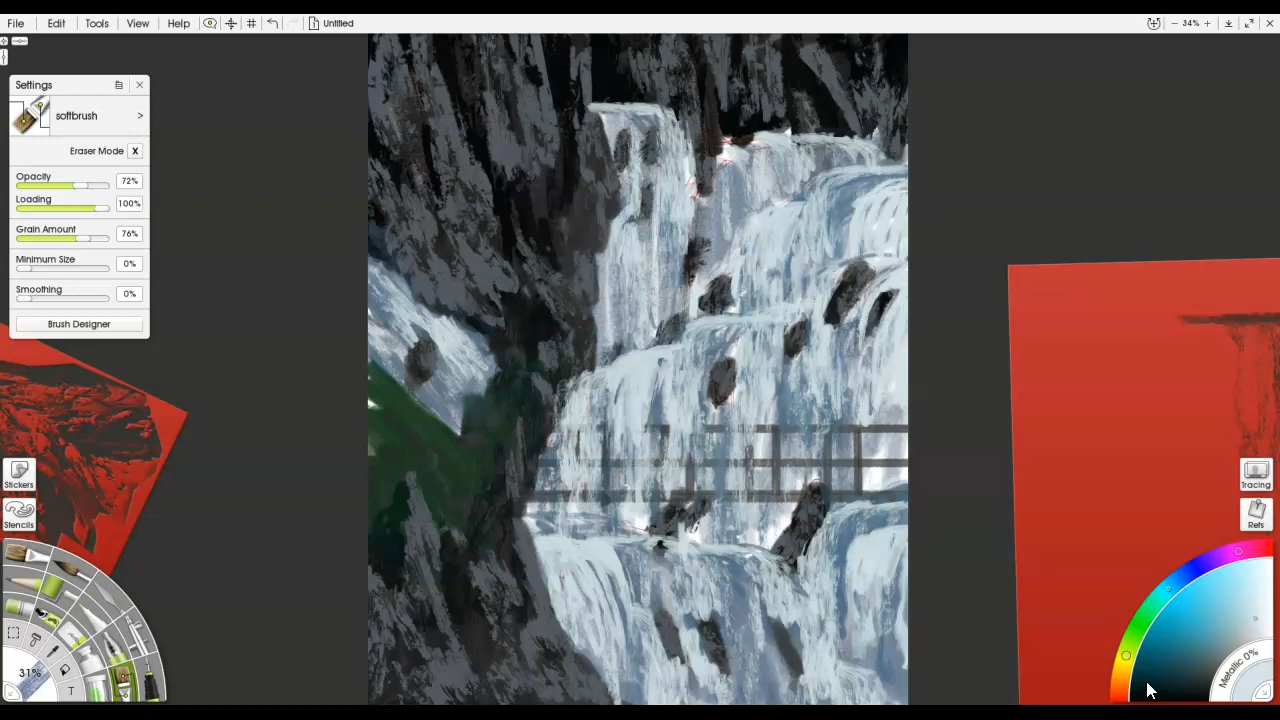 File Edit Tools View Help Untitled 34%
Settings
softbrush >
Eraser Mode X
Opacity 72%
Loading 100%
Grain Amount 76%
Minimum Size 0%
Smoothing 0%
Brush Designer
Stickers
Stencils
31%
T
Tracing
Refs
Metallic 0%